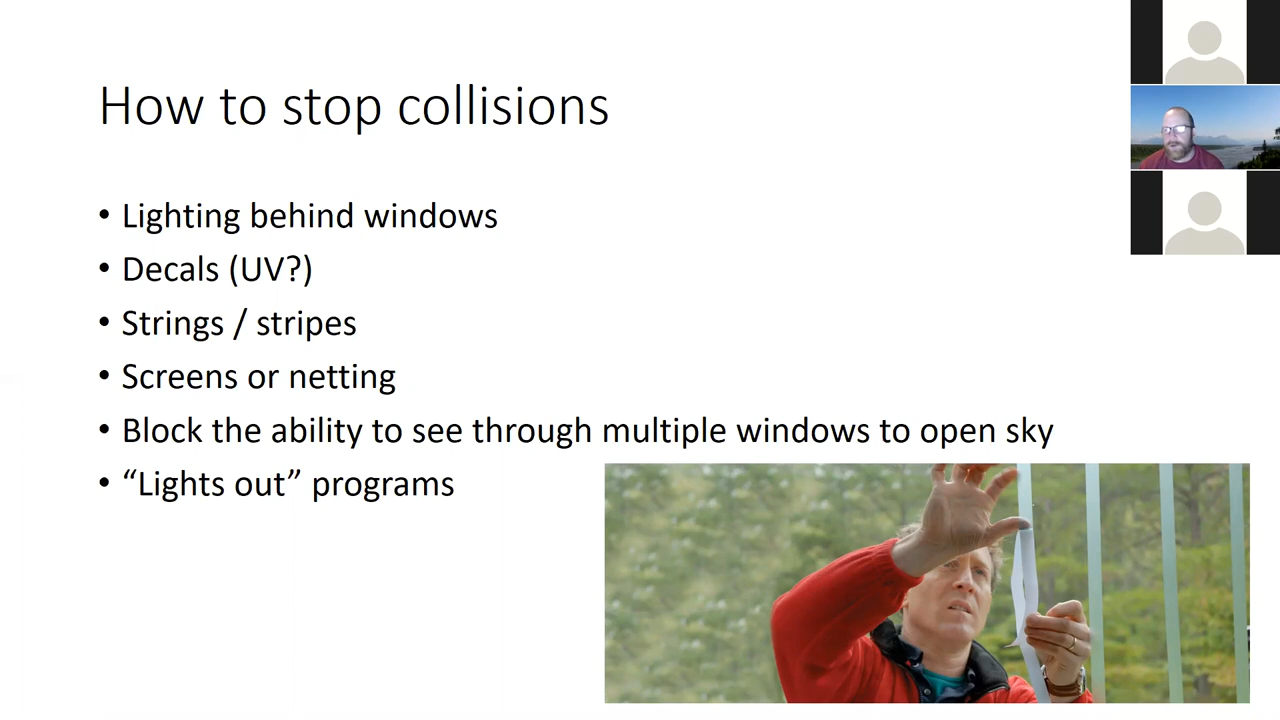 How to stop collisions
• Lighting behind windows
• Decals (UV?)
• Strings / stripes
• Screens or netting
• Block the ability to see through multiple windows to open sky
• “Lights out” programs